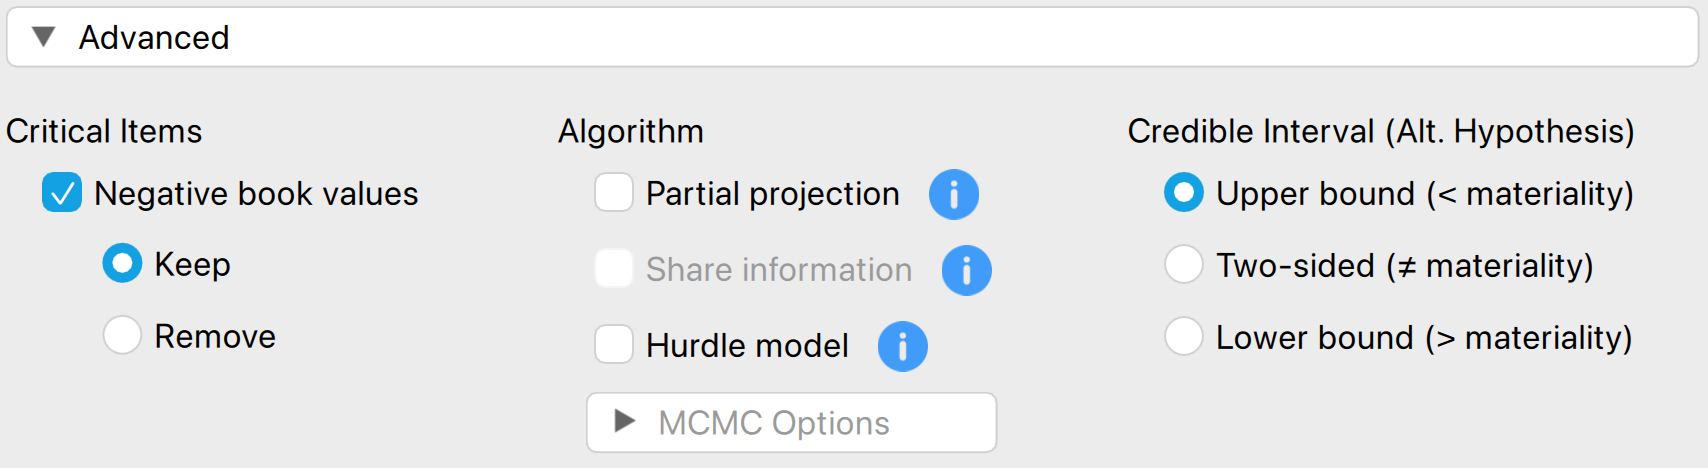 Advanced
Critical Items
Negative book values
Keep
Remove
Algorithm
Partial projection
Share information
Hurdle model
MCMC Options
Credible Interval (Alt. Hypothesis)
Upper bound (< materiality)
Two-sided (≠ materiality)
Lower bound (> materiality)